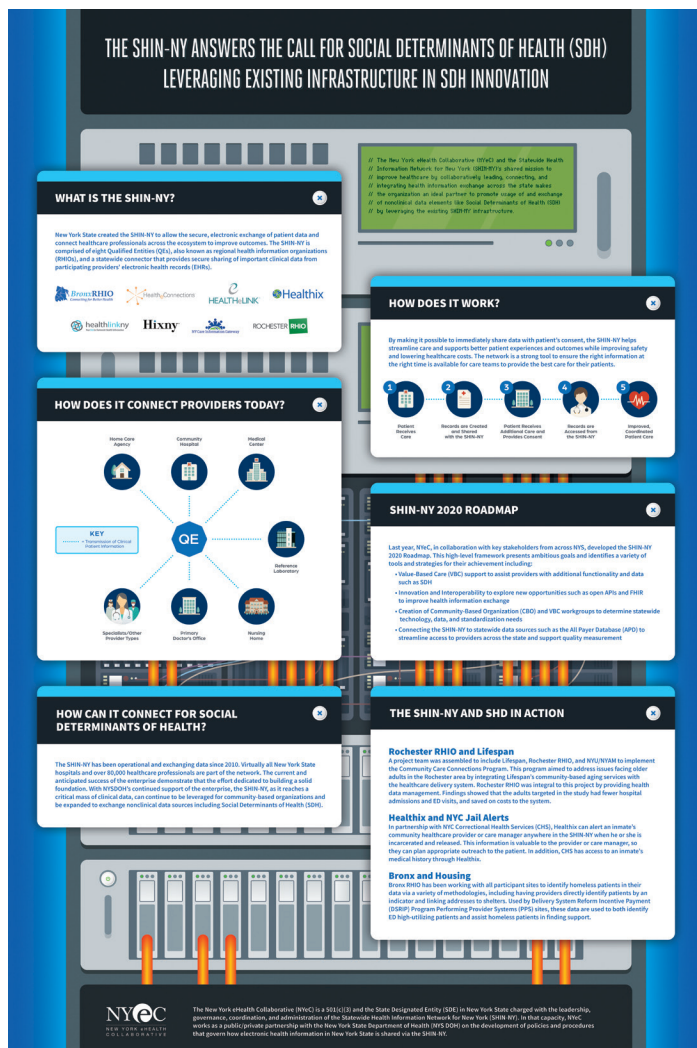 THE SHIN-NY ANSWERS THE CALL FOR SOCIAL DETERMINANTS OF HEALTH (SDH)
LEVERAGING EXISTING INFRASTRUCTURE IN SDH INNOVATION
// The New York eHealth Collaborative (NYeC) and the Statewide Health
// Information Network for New York (SHIN-NY)'s shared mission to
// improve healthcare by collaboratively leading, connecting, and
// integrating health information exchange across the state makes
// the organization an ideal partner to promote use of and exchange
// of nonclinical data elements like Social Determinants of Health (SDH)
// by leveraging the existing SHIN-NY infrastructure.
WHAT IS THE SHIN-NY?
New York State created the SHIN-NY to allow the secure, electronic exchange of patient data and
connect healthcare professionals across the ecosystem to improve outcomes. The SHIN-NY is
comprised of eight Qualified Entities (QEs), also known as regional health information organizations
(RHIOs), and a statewide connector that provides secure sharing of important clinical data from
participating providers' electronic health records (EHRs).
BronxRHIO
Connecting for Better Health
HealtheConnections
HEALTHeLINK
Healthix
healthlinkny
Hixny
ROCHESTER RHIO
HOW DOES IT WORK?
By making it possible to immediately share data with patient's consent, the SHIN-NY helps
streamline care and supports better patient experiences and outcomes while improving safety
and lowering healthcare costs. The network is a strong tool to ensure the right information at
the right time is available for care teams to provide the best care for their patients.
1 2 3 4 5
Patient
Receives
Care
Records are Created
and Shared
with the SHIN-NY
Patient Receives
Additional Care and
Provides Consent
Records are
Accessed from
the SHIN-NY
Improved,
Coordinated
Patient Care
HOW DOES IT CONNECT PROVIDERS TODAY?
Home Care
Agency
Community
Hospital
Medical
Center
KEY
= Transmission of Clinical
Patient Information
QE
Reference
Laboratory
Specialists/Other
Provider Types
Primary
Doctor's Office
Nursing
Home
SHIN-NY 2020 ROADMAP
Last year, NYeC, in collaboration with key stakeholders from across NYS, developed the SHIN-NY
2020 Roadmap. This high-level framework presents ambitious goals and identifies a variety of
tools and strategies for their achievement including:
• Value-Based Care (VBC) support to assist providers with additional functionality and data
such as SDH
• Innovation and Interoperability to explore new opportunities such as open APIs and FHIR
to improve health information exchange
• Creation of Community-Based Organization (CBO) and VBC workgroups to determine statewide
technology, data, and standardization needs
• Connecting the SHIN-NY to statewide data sources such as the All Payer Database (APD) to
streamline access to providers across the state and support quality measurement
HOW CAN IT CONNECT FOR SOCIAL
DETERMINANTS OF HEALTH?
The SHIN-NY has been operational and exchanging data since 2010. Virtually all New York State
hospitals and over 80,000 healthcare professionals are part of the network. The current and
anticipated success of the enterprise demonstrate that the effort dedicated to building a solid
foundation. With NYSDOH's continued support of the enterprise, the SHIN-NY, as it reaches a
critical mass of clinical data, can continue to be leveraged for community-based organizations and
be expanded to exchange nonclinical data sources including Social Determinants of Health (SDH).
THE SHIN-NY AND SHD IN ACTION
Rochester RHIO and Lifespan
A project team was assembled to include Lifespan, Rochester RHIO, and NYU/NYAM to implement
the Community Care Connections Program. This program aimed to address issues facing older
adults in the Rochester area by integrating Lifespan's community-based aging services with
the healthcare delivery system. Rochester RHIO was integral to this project by providing health
data management. Findings showed that the adults targeted in the study had fewer hospital
admissions and ED visits, and saved on costs to the system.
Healthix and NYC Jail Alerts
In partnership with NYC Correctional Health Services (CHS), Healthix can alert an inmate's
community healthcare provider or care manager anywhere in the SHIN-NY when he or she is
incarcerated and released. This information is valuable to the provider or care manager, so
they can plan appropriate outreach to the patient. In addition, CHS has access to an inmate's
medical history through Healthix.
Bronx and Housing
Bronx RHIO has been working with all participant sites to identify homeless patients in their
data via a variety of methodologies, including having providers directly identify patients by an
indicator and linking addresses to shelters. Used by Delivery System Reform Incentive Payment
(DSRIP) Program Performing Provider Systems (PPS) sites, these data are used to both identify
ED high-utilizing patients and assist homeless patients in finding support.
NYeC
NEW YORK eHEALTH
COLLABORATIVE
The New York eHealth Collaborative (NYeC) is a 501(c)(3) and the State Designated Entity (SDE) in New York State charged with the leadership,
governance, coordination, and administration of the Statewide Health Information Network for New York (SHIN-NY). In that capacity, NYeC
works as a public/private partnership with the New York State Department of Health (NYS DOH) on the development of policies and procedures
that govern how electronic health information in New York State is shared via the SHIN-NY.